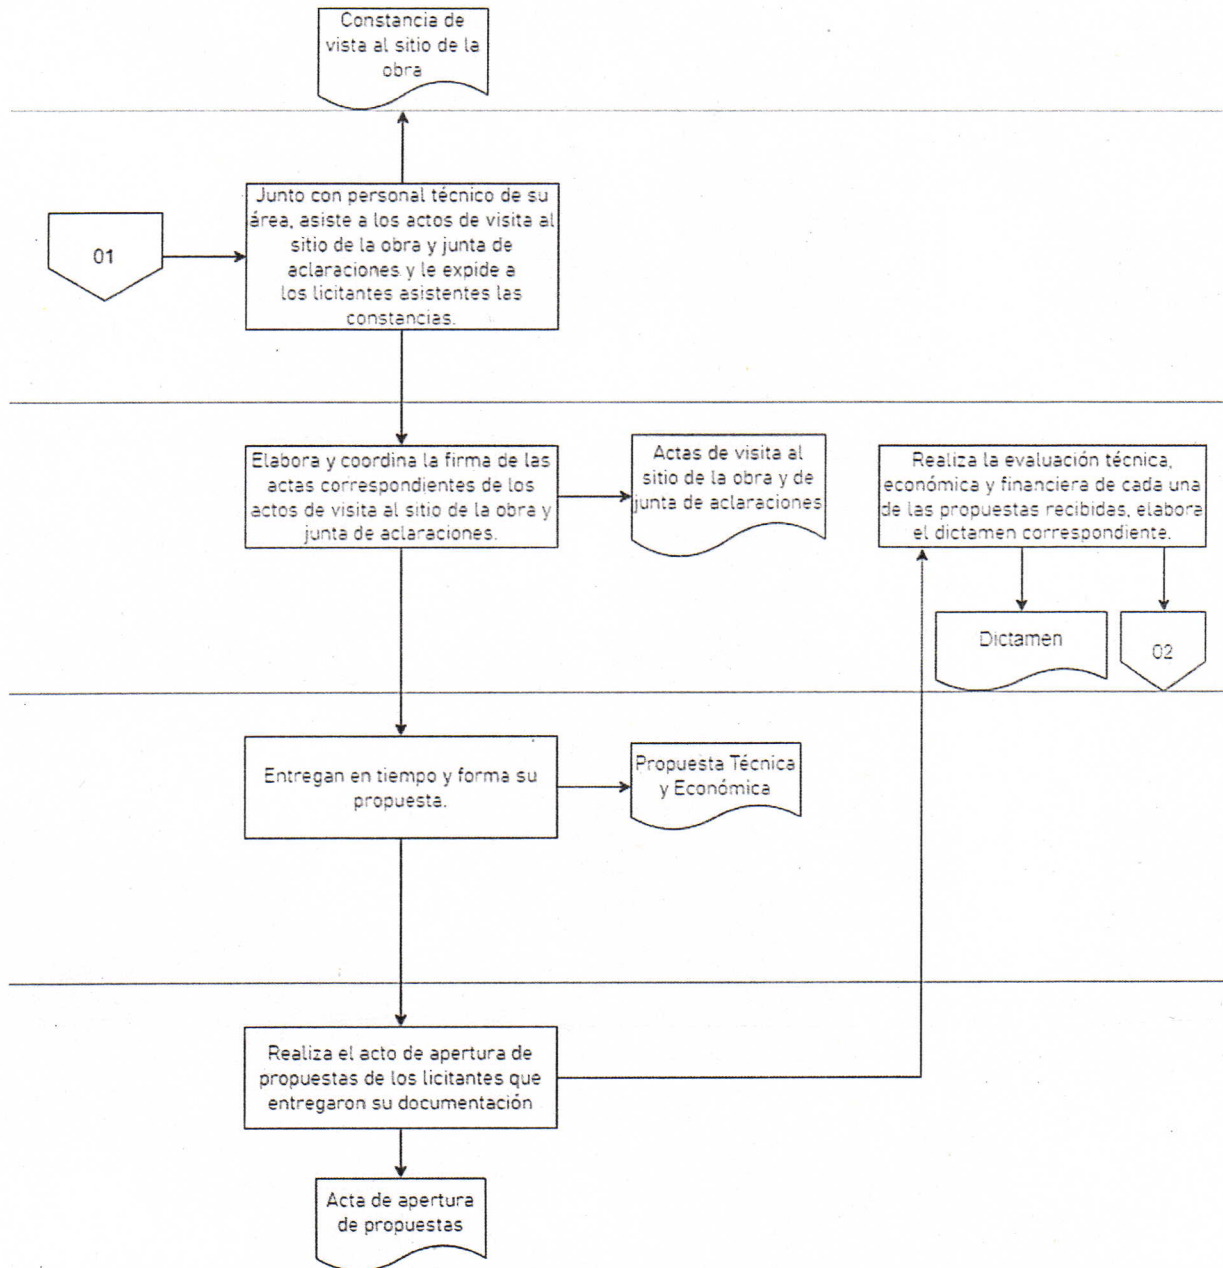 Constancia de
vista al sitio de la
obra
01
Junto con personal técnico de su
área, asiste a los actos de visita al
sitio de la obra y junta de
aclaraciones y le expide a
los licitantes asistentes las
constancias.
Elabora y coordina la firma de las
actas correspondientes de los
actos de visita al sitio de la obra y
junta de aclaraciones.
Actas de visita al
sitio de la obra y de
junta de aclaraciones
Realiza la evaluación técnica,
económica y financiera de cada una
de las propuestas recibidas, elabora
el dictamen correspondiente.
Dictamen
02
Entregan en tiempo y forma su
propuesta.
Propuesta Técnica
y Económica
Realiza el acto de apertura de
propuestas de los licitantes que
entregaron su documentación
Acta de apertura
de propuestas